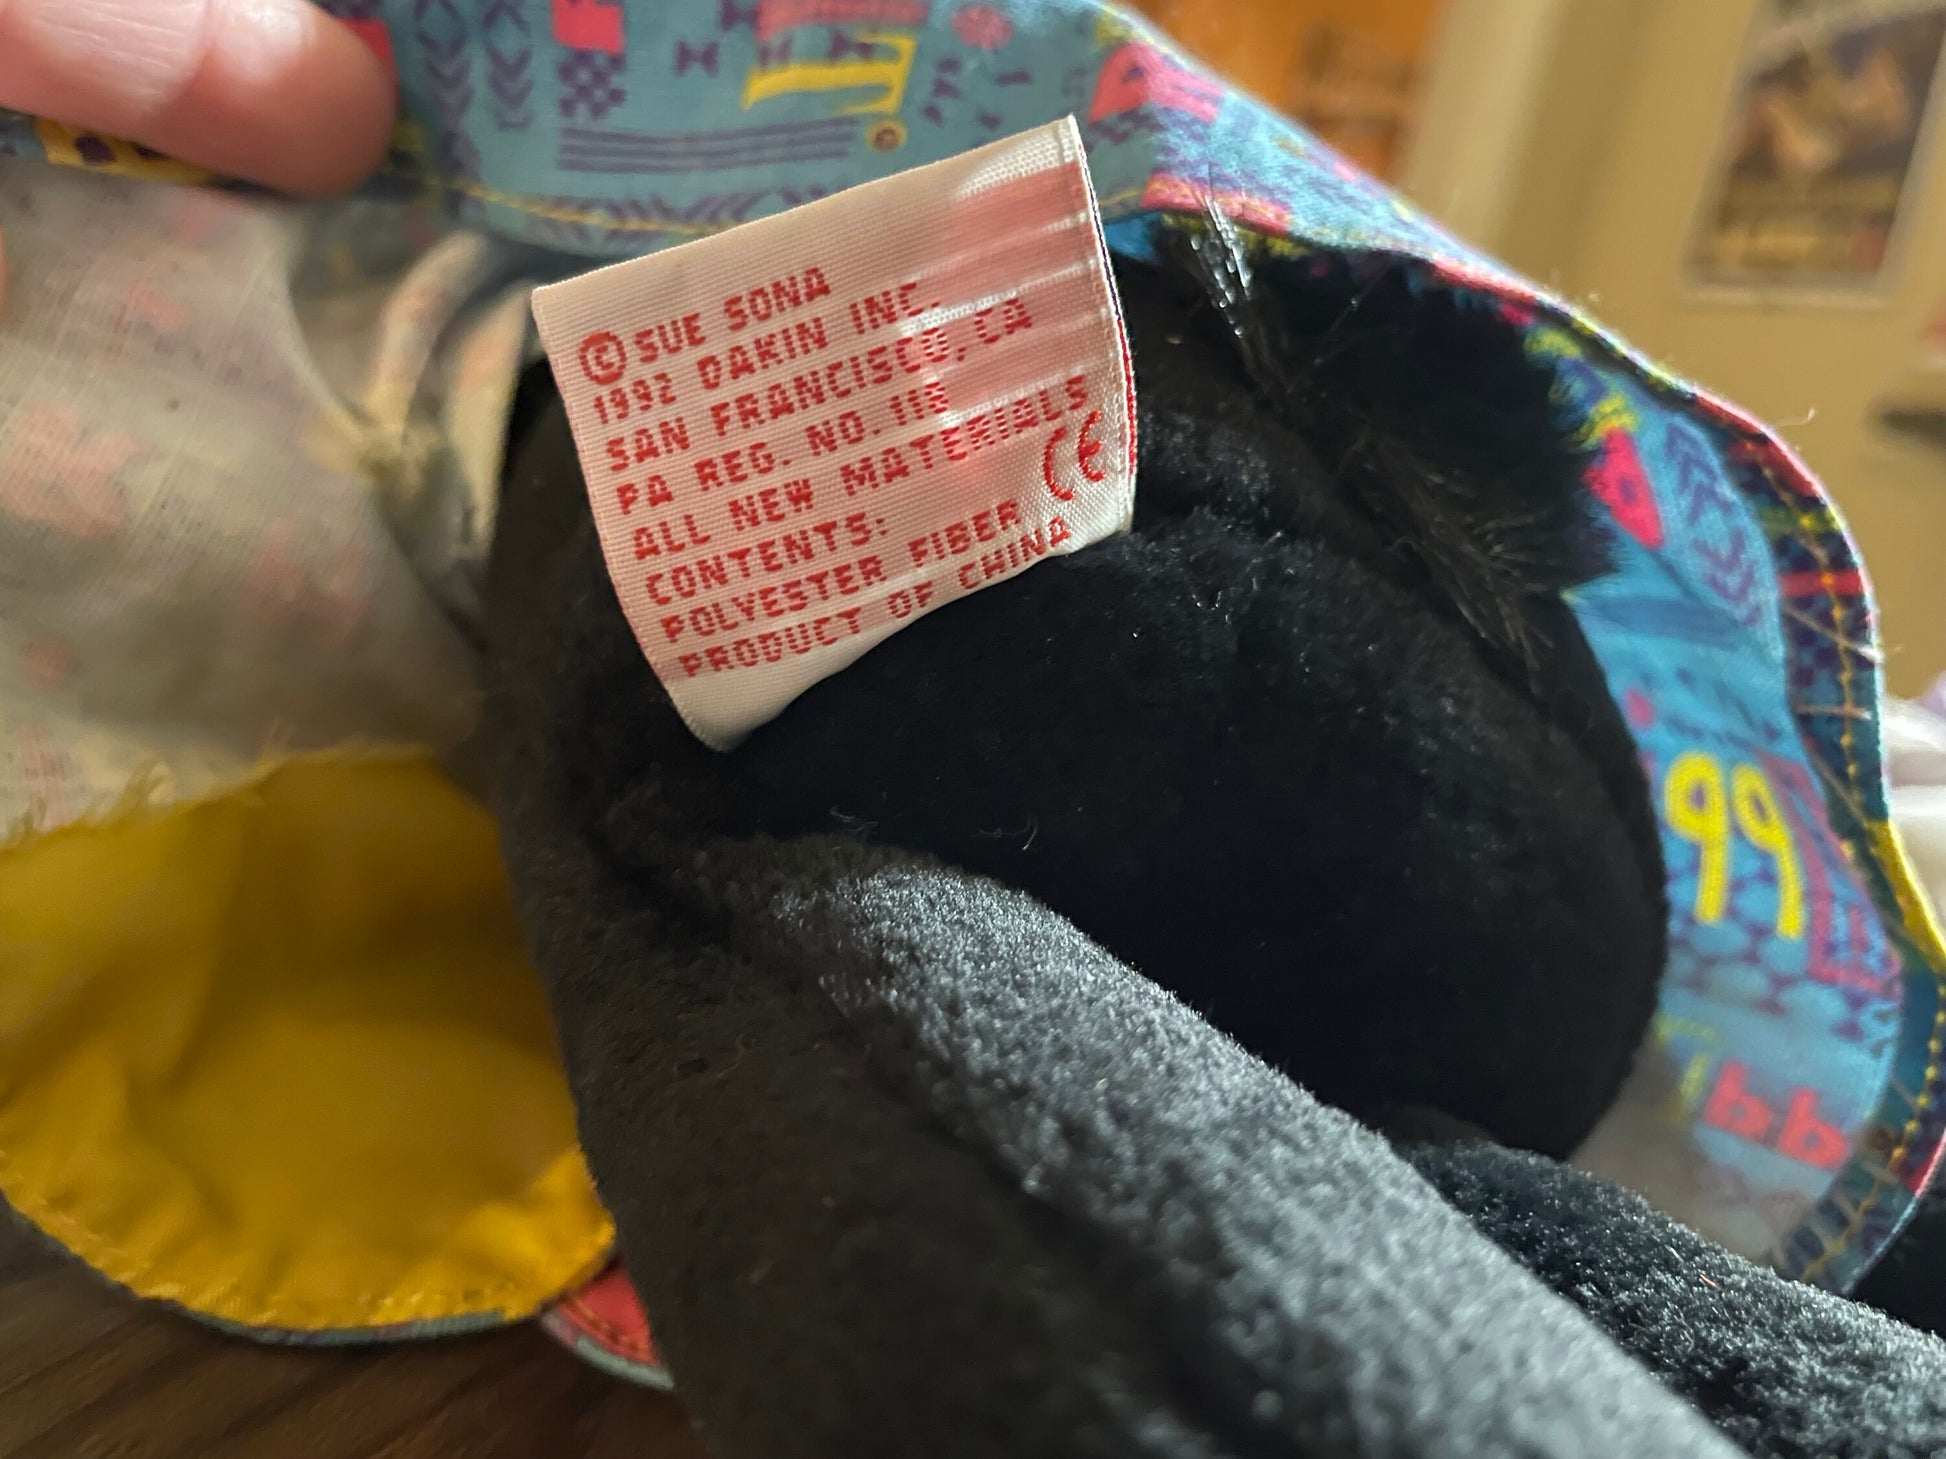 © SUE SONA
1992 DAKIN INC.
SAN FRANCISCO, CA
PA REG. NO. 118
ALL NEW MATERIALS
CONTENTS: CE
POLYESTER FIBER
PRODUCT OF CHINA